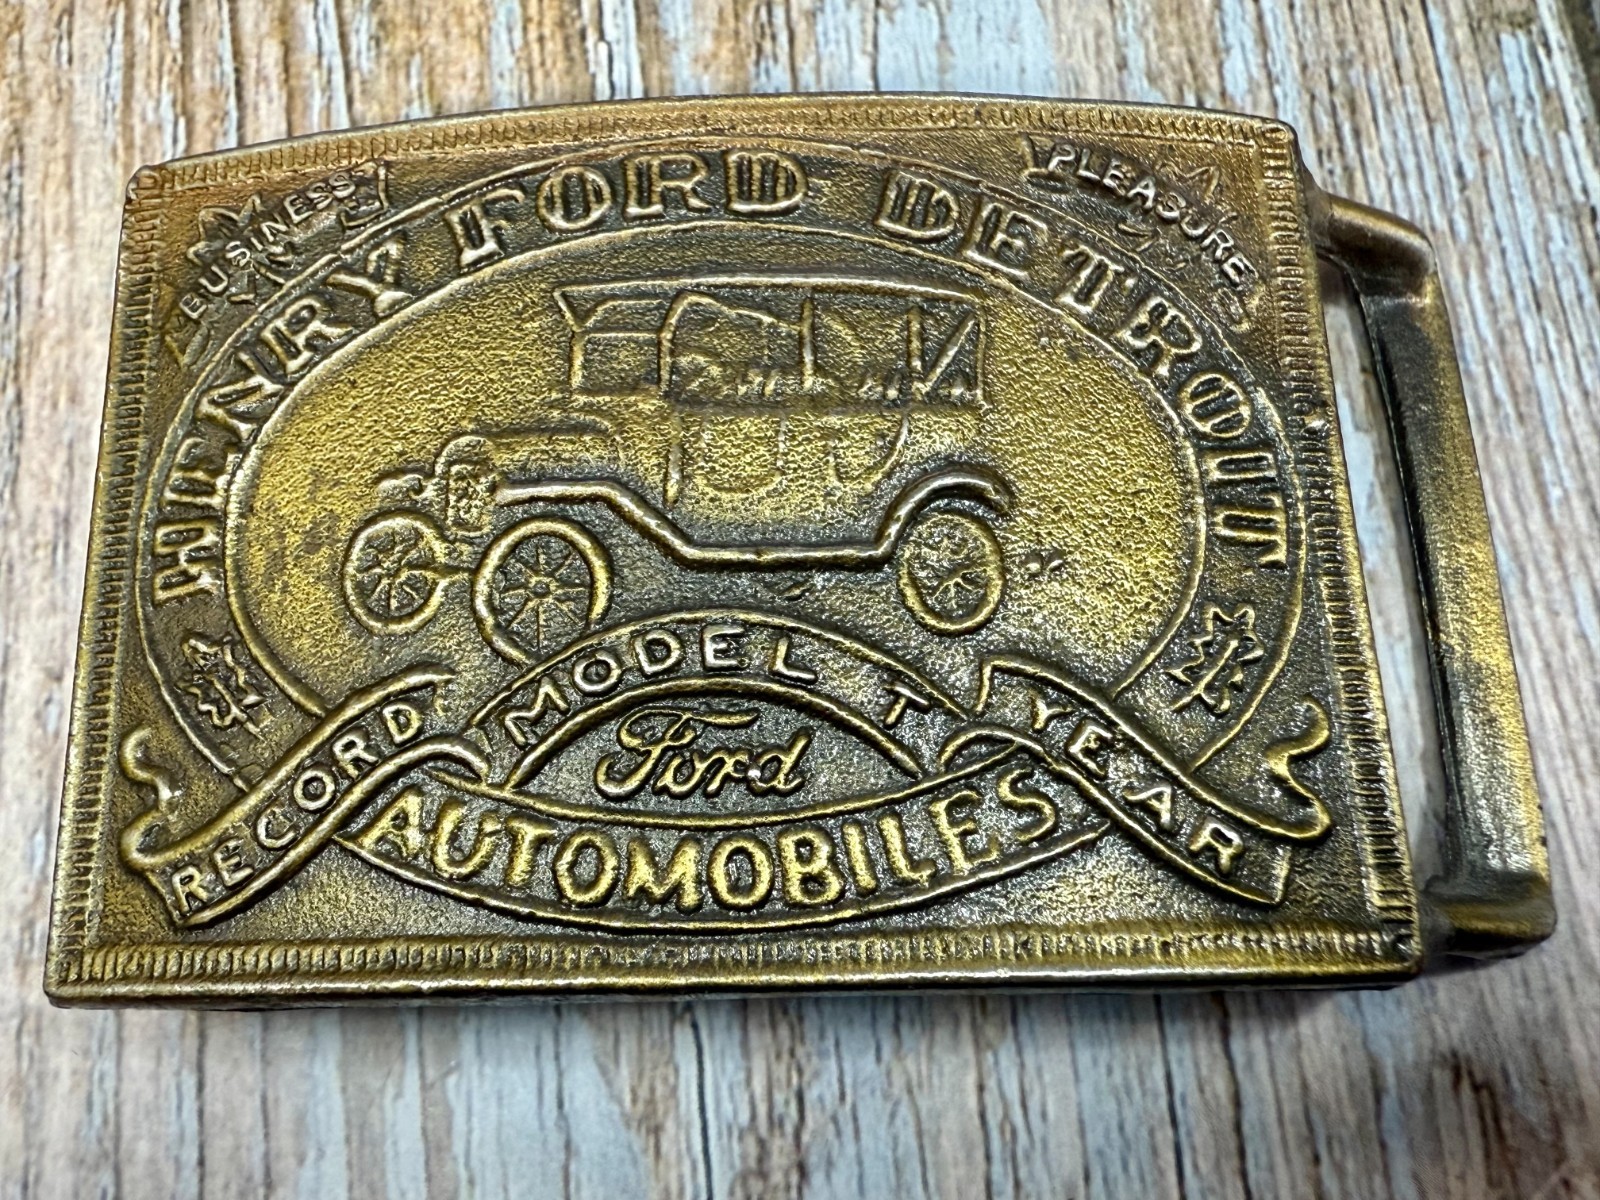 BUSINESS
PLEASURE
HENRY FORD DETROIT
RECORD MODEL T YEAR
Ford
AUTOMOBILES